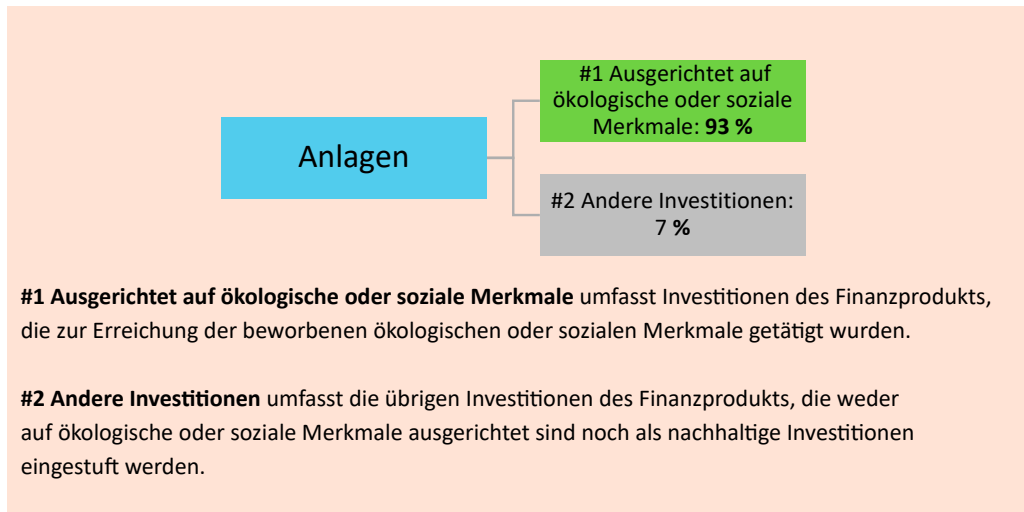 #1 Ausgerichtet auf
ökologische oder soziale
Merkmale: 93 %
Anlagen
#2 Andere Investitionen:
7 %
#1 Ausgerichtet auf ökologische oder soziale Merkmale umfasst Investitionen des Finanzprodukts,
die zur Erreichung der beworbenen ökologischen oder sozialen Merkmale getätigt wurden.
#2 Andere Investitionen umfasst die übrigen Investitionen des Finanzprodukts, die weder
auf ökologische oder soziale Merkmale ausgerichtet sind noch als nachhaltige Investitionen
eingestuft werden.